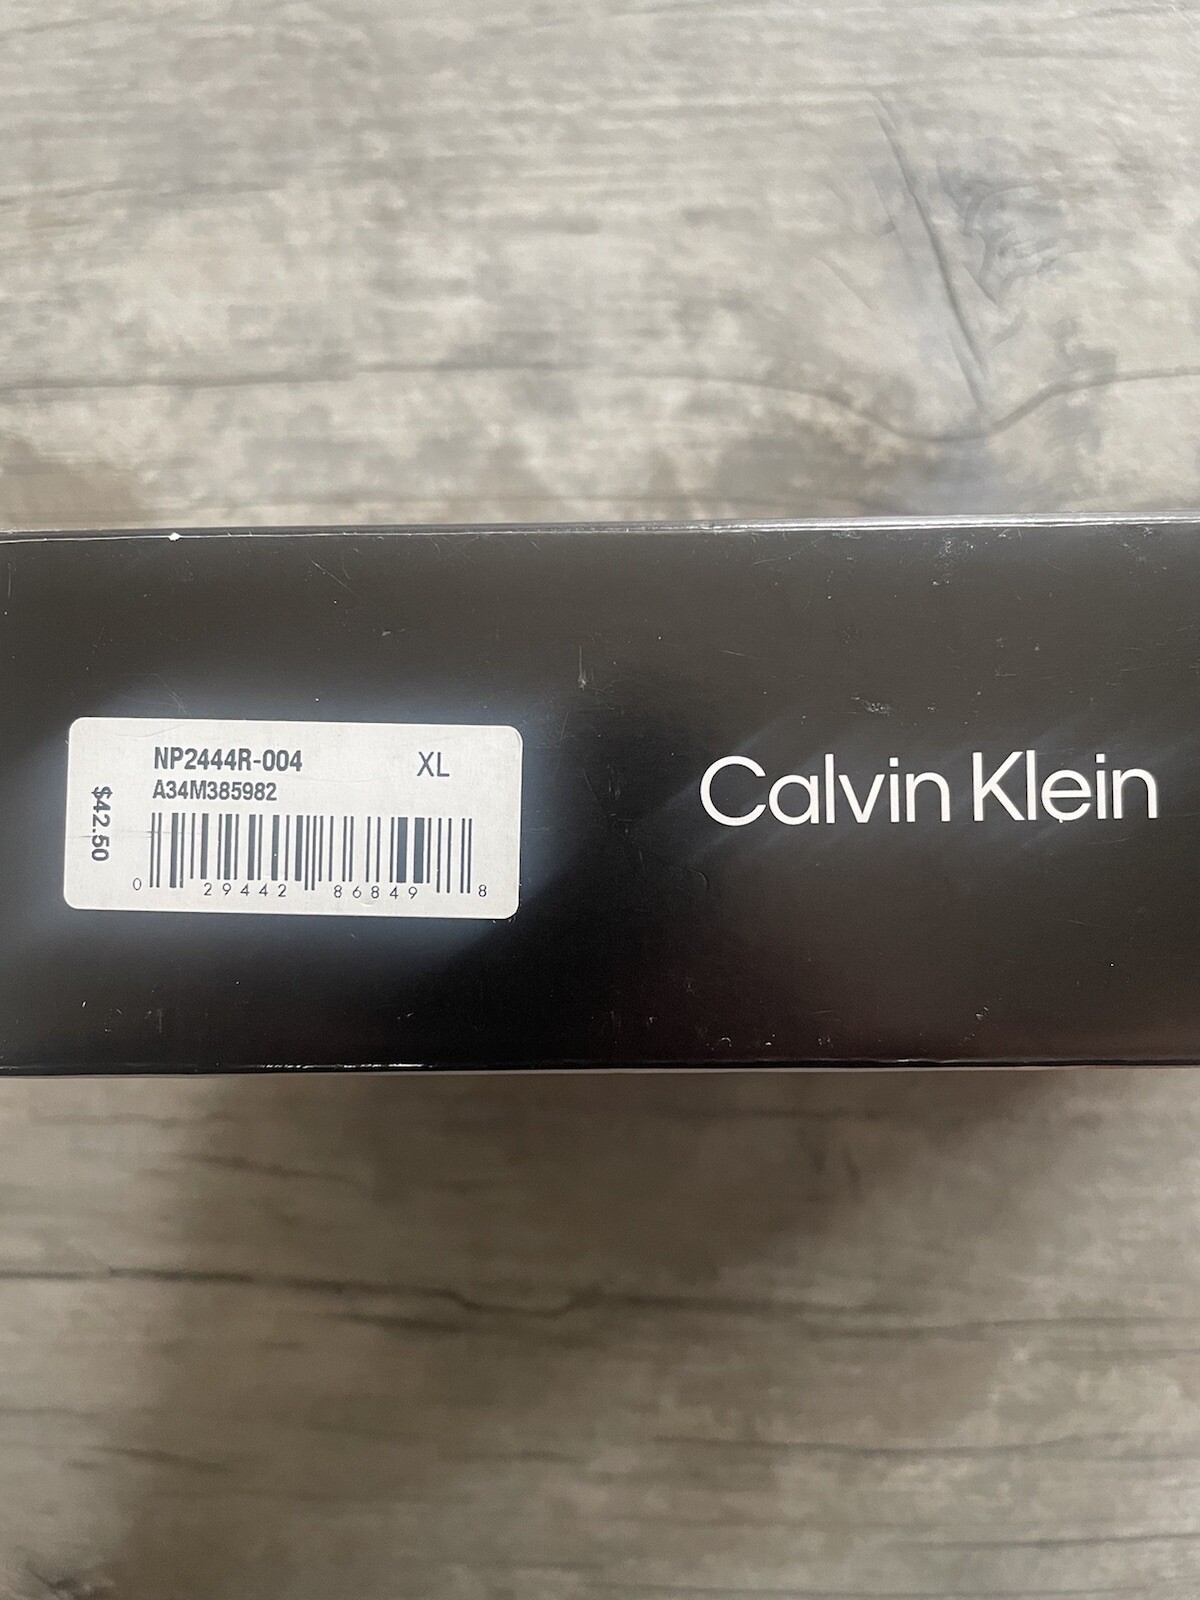 NP2444R-004 XL
A34M385982
$42.50
0 29442 86849 8
Calvin Klein